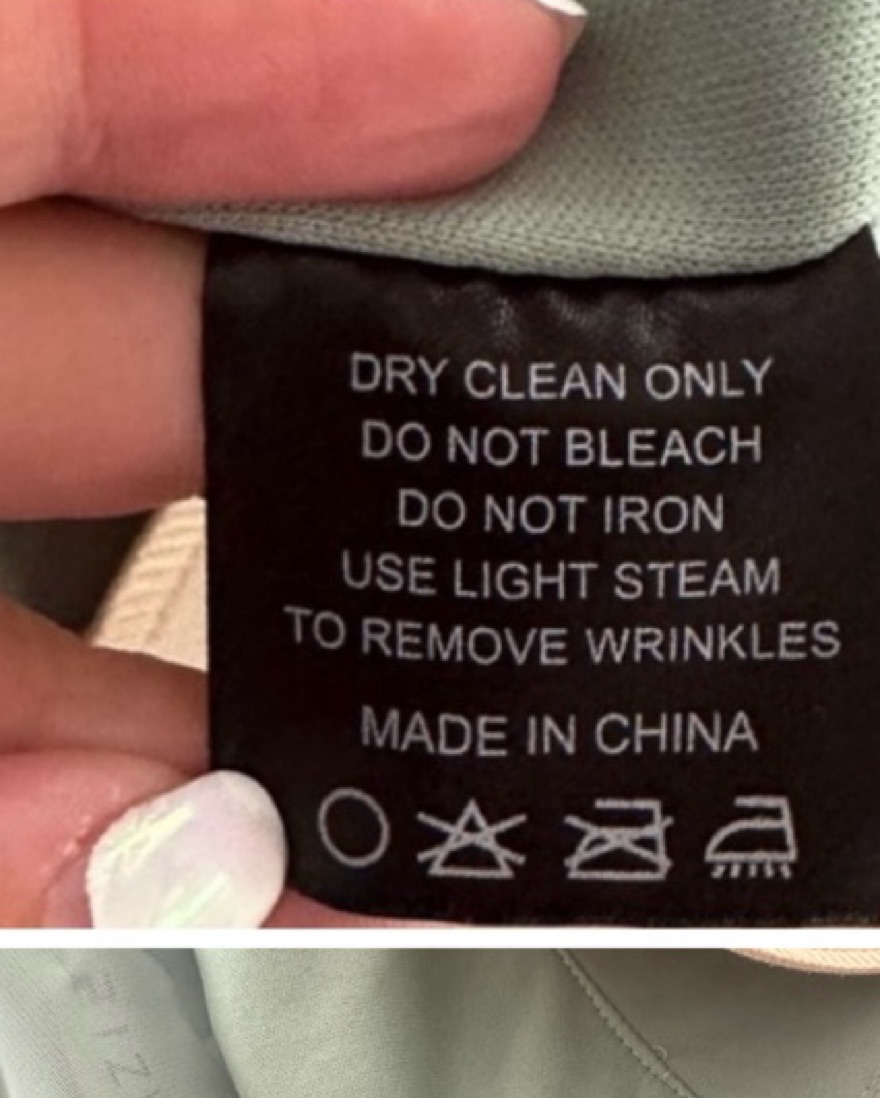 DRY CLEAN ONLY
DO NOT BLEACH
DO NOT IRON
USE LIGHT STEAM
TO REMOVE WRINKLES
MADE IN CHINA